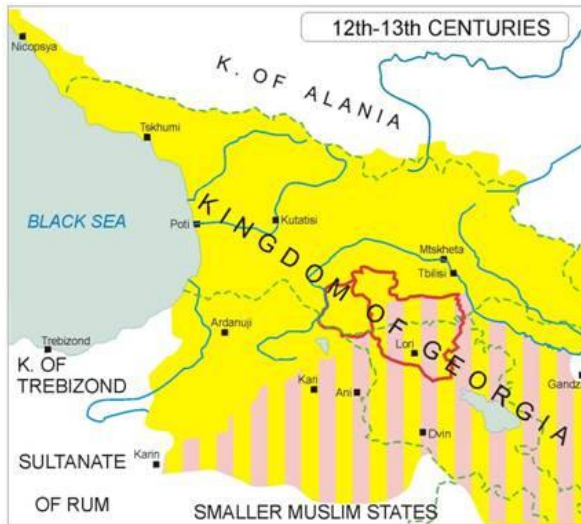 12th-13th CENTURIES
Nicopsya
K. OF ALANIA
Tskhumi
BLACK SEA
Poti
Kutatisi
KINGDOM OF GEORGIA
Mtskheta
Tbilisi
Ardanuji
Trebizond
Lori
K. OF
TREBIZOND
Kari
Ani
Gandz
Dvin
Karin
SULTANATE
OF RUM
SMALLER MUSLIM STATES